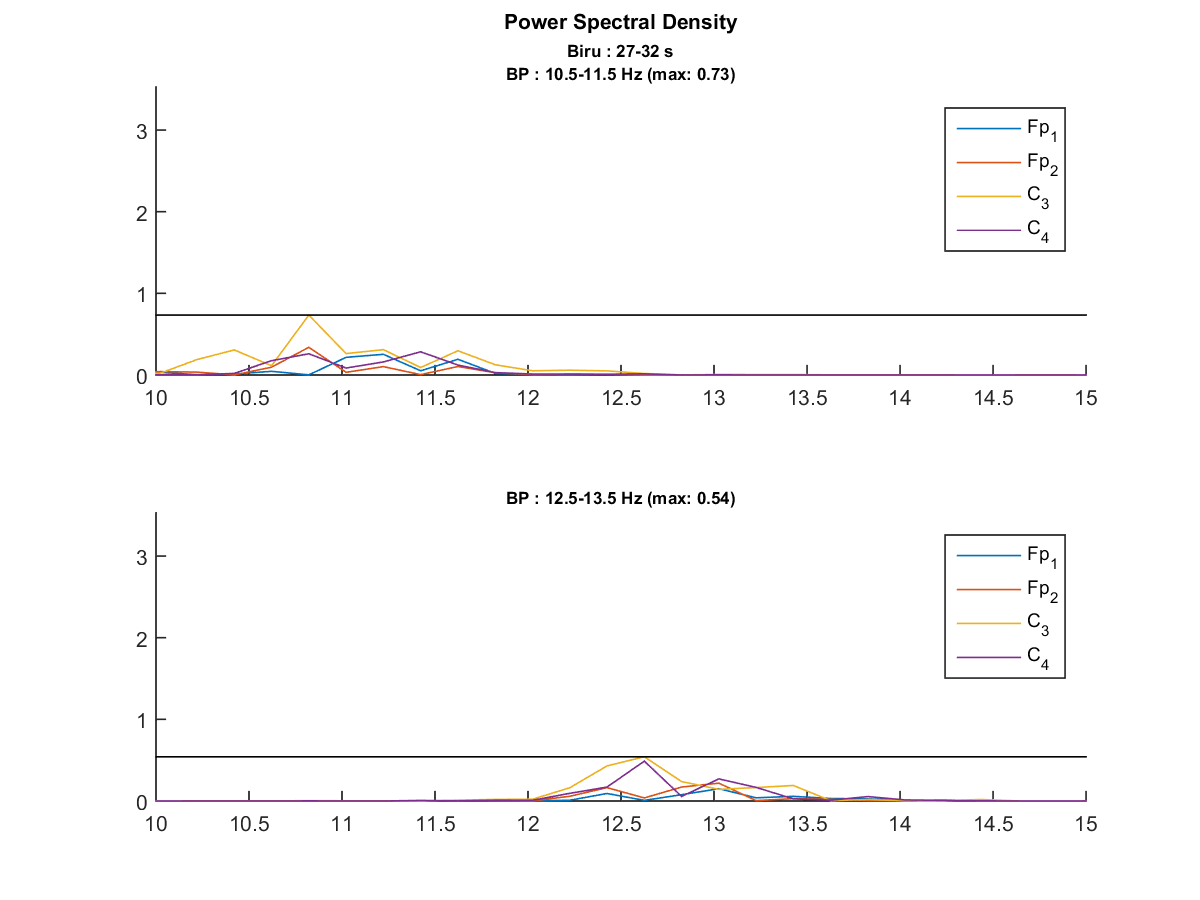 Power Spectral Density
Biru : 27-32 s
BP : 10.5-11.5 Hz (max: 0.73)
Fp1
Fp2
C3
C4
3
2
1
0
10 10.5 11 11.5 12 12.5 13 13.5 14 14.5 15
BP : 12.5-13.5 Hz (max: 0.54)
Fp1
Fp2
C3
C4
3
2
1
0
10 10.5 11 11.5 12 12.5 13 13.5 14 14.5 15